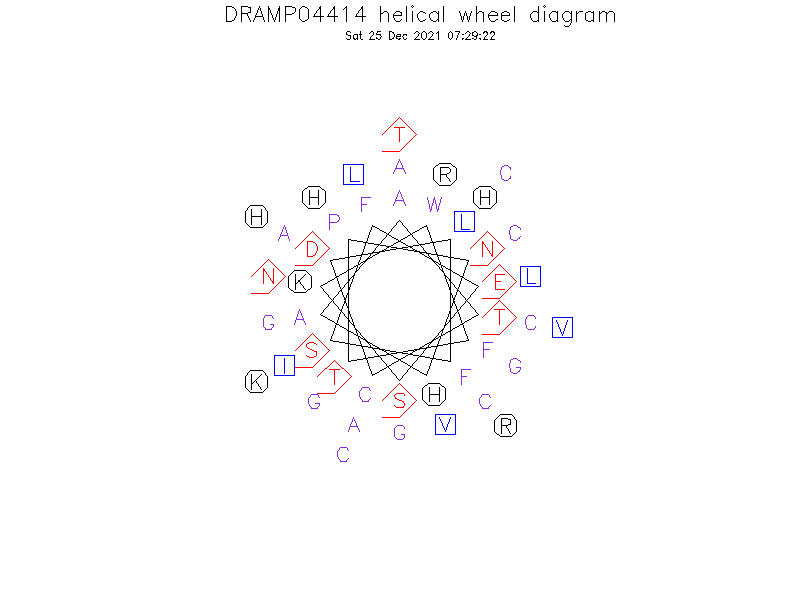 DRAMP04414 helical wheel diagram
Sat 25 Dec 2021 07:29:22
T
L A R C
H H P F A W L H
H A D N C
N K E L
G A T C V
I S F G
K G T C S H F C
A G V R
C